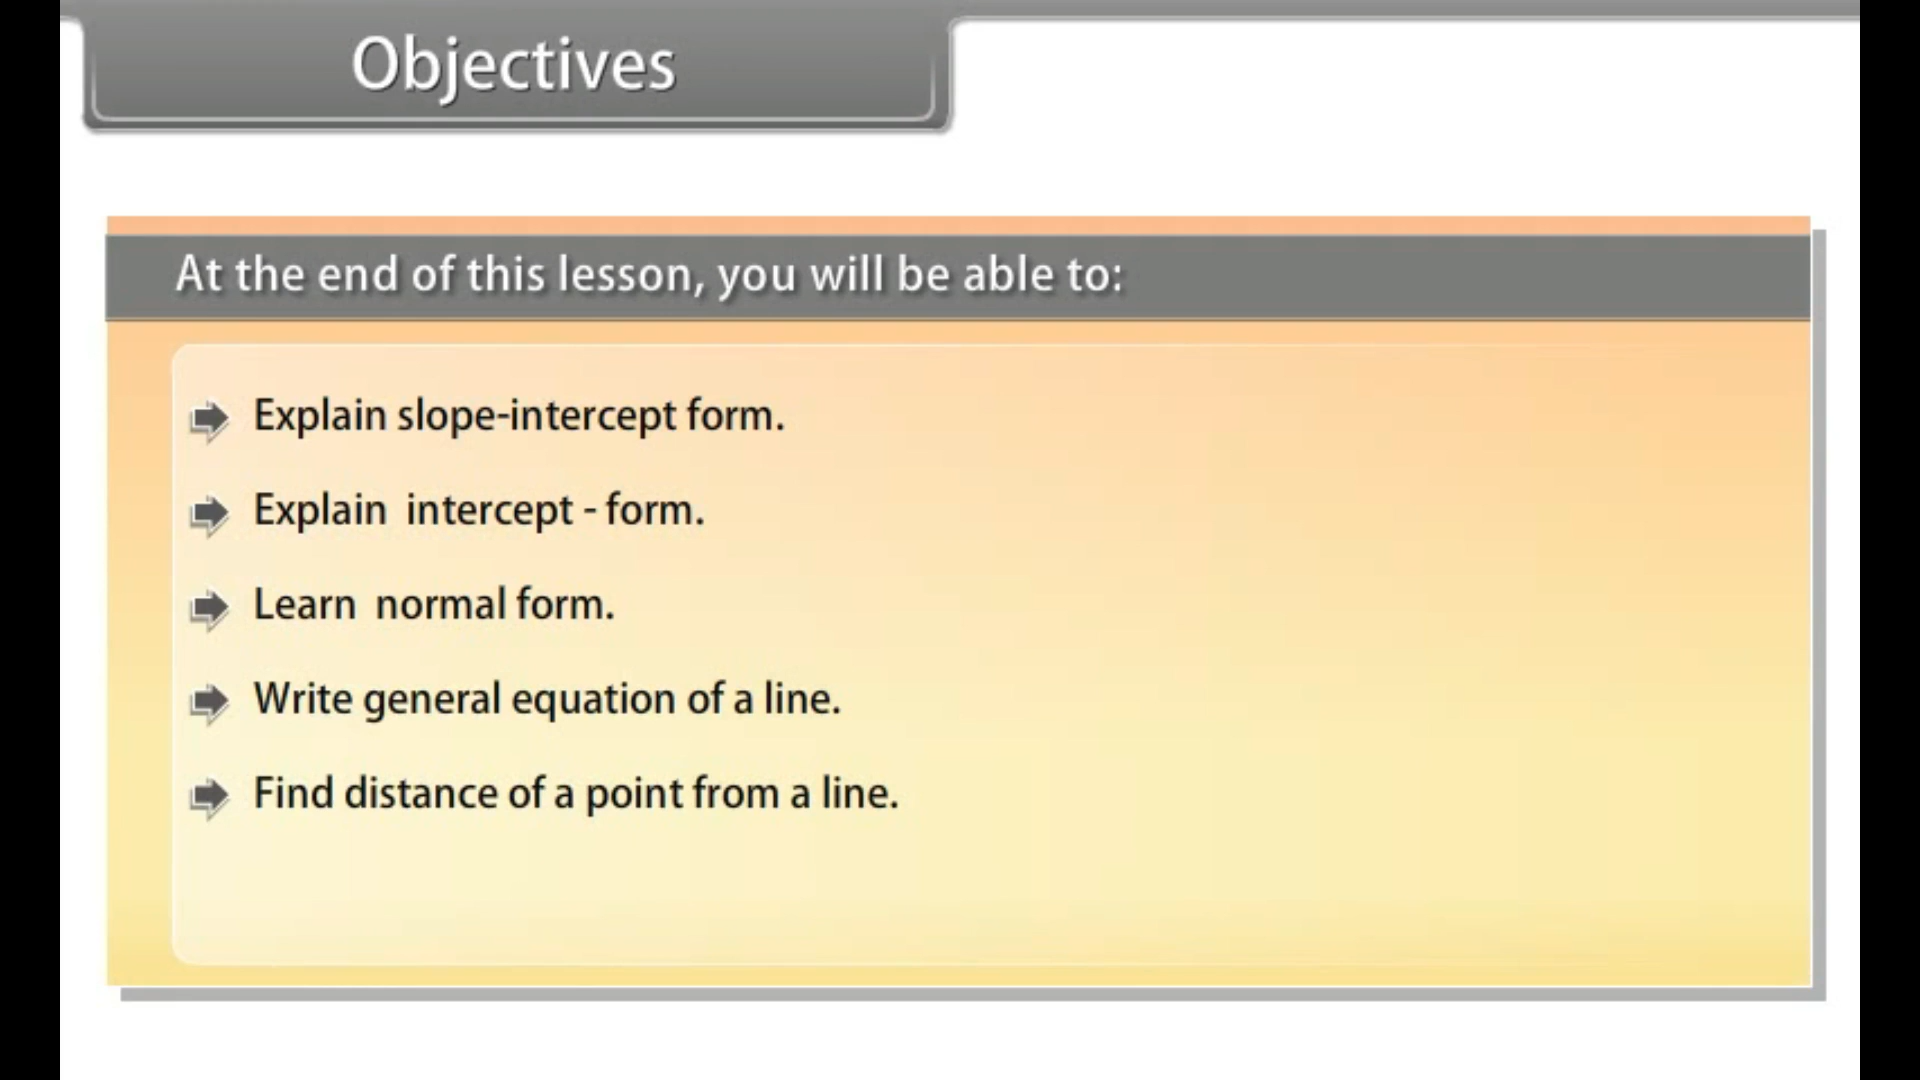 Objectives
At the end of this lesson, you will be able to:
Explain slope-intercept form.
Explain intercept - form.
Learn normal form.
Write general equation of a line.
Find distance of a point from a line.